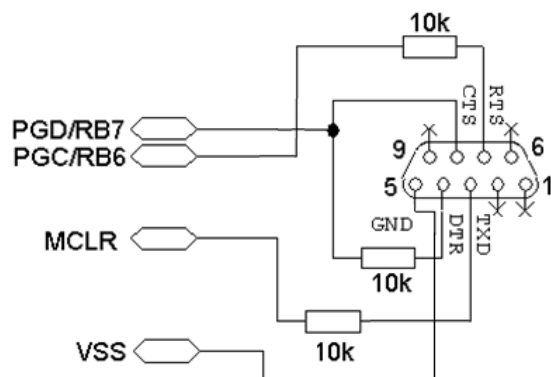 10k
CTS
RTS
PGD/RB7
PGC/RB6
9
6
5
1
GND
DTR
TXD
MCLR
10k
10k
VSS